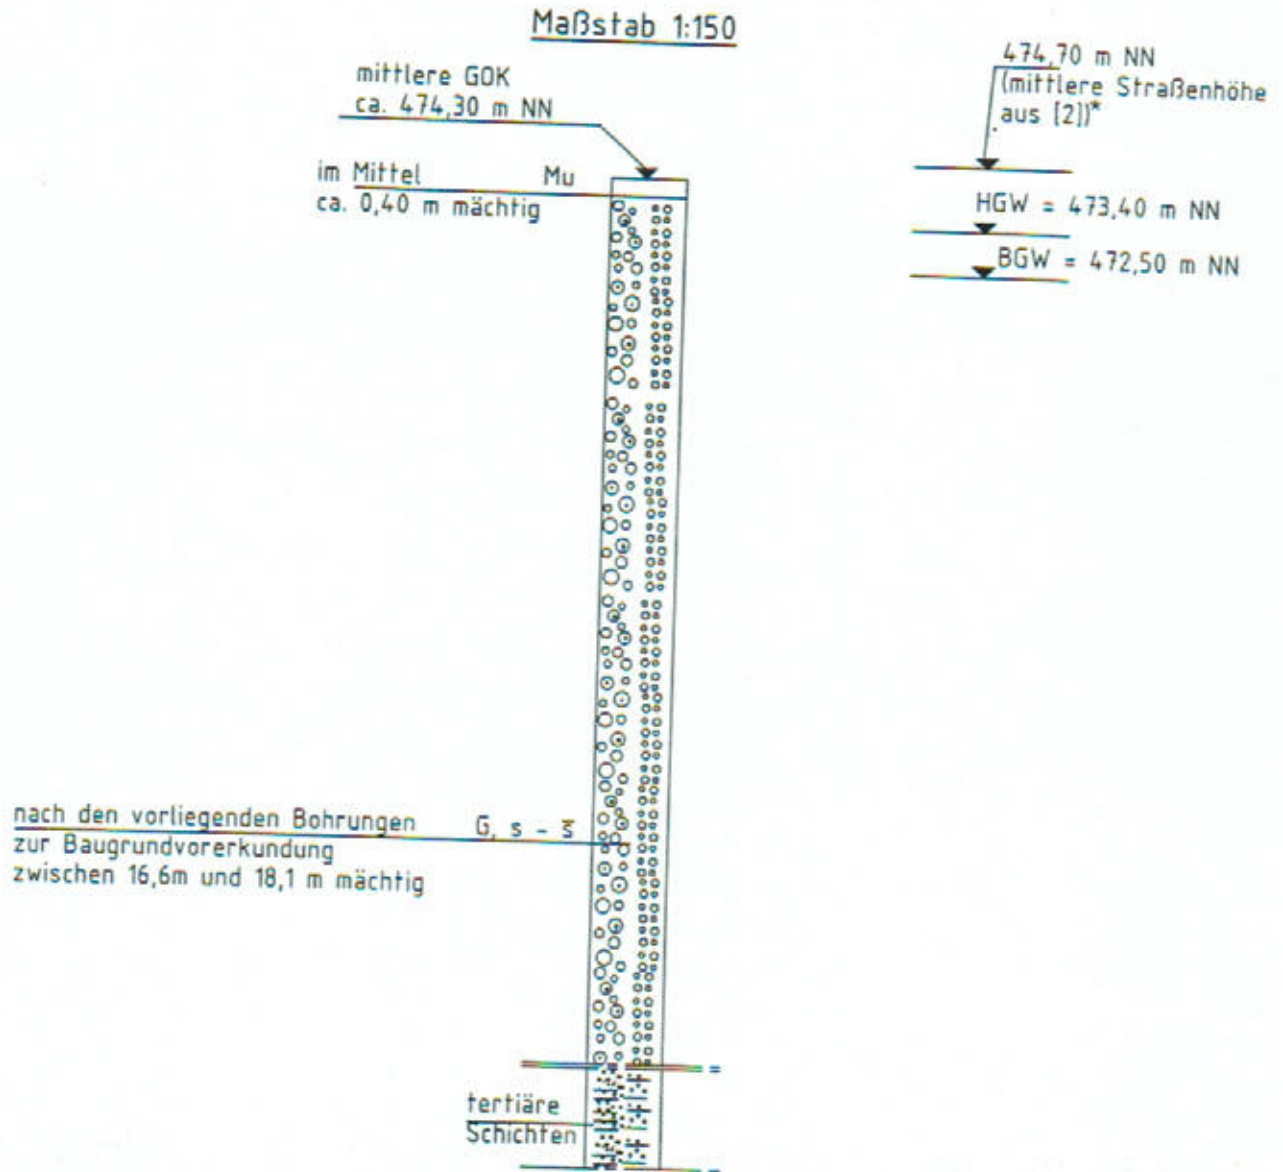 Maßstab 1:150
mittlere GOK
ca. 474,30 m NN
474,70 m NN
(mittlere Straßenhöhe
aus [2])*
im Mittel Mu
ca. 0,40 m mächtig
HGW = 473,40 m NN
BGW = 472,50 m NN
nach den vorliegenden Bohrungen G, s - s̄
zur Baugrundvorerkundung
zwischen 16,6m und 18,1 m mächtig
tertiäre
Schichten